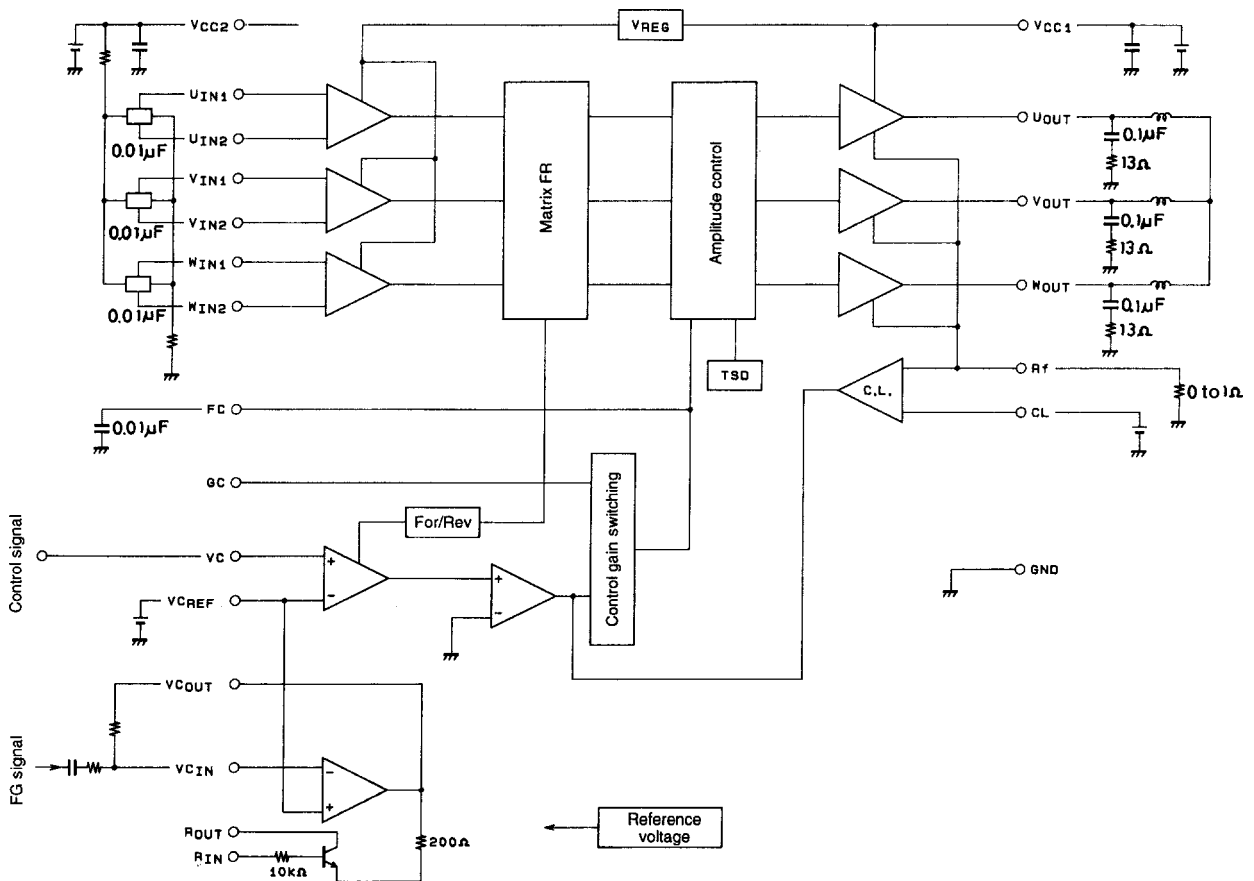 VCC2
VREG
VCC1
UIN1
UIN2
0.01μF
VIN1
VIN2
0.01μF
WIN1
WIN2
0.01μF
Matrix FR
Amplitude control
UOUT
0.1μF
13Ω
VOUT
0.1μF
13Ω
WOUT
0.1μF
13Ω
TSD
C.L.
Rf
0 to 1Ω
CL
FC
0.01μF
GC
For/Rev
Control gain switching
Control signal
VC
+
−
VCREF
+
−
GND
VCOUT
FG signal
VCIN
−
+
ROUT
RIN
10kΩ
200Ω
Reference
voltage